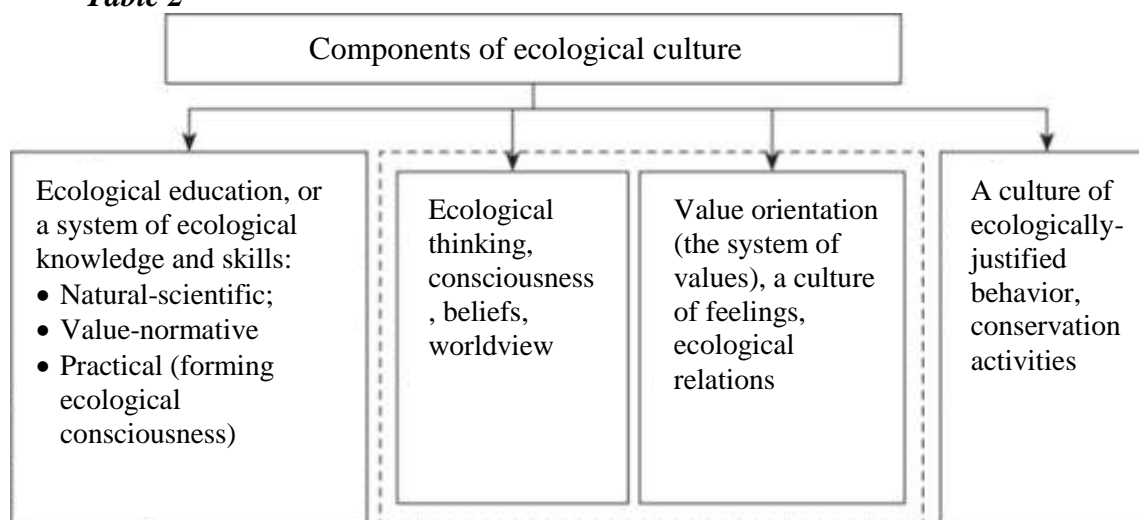 Table 2
Components of ecological culture
Ecological education, or
a system of ecological
knowledge and skills:
• Natural-scientific;
• Value-normative
• Practical (forming
ecological
consciousness)
Ecological
thinking,
consciousness
, beliefs,
worldview
Value orientation
(the system of
values), a culture
of feelings,
ecological
relations
A culture of
ecologically-
justified
behavior,
conservation
activities